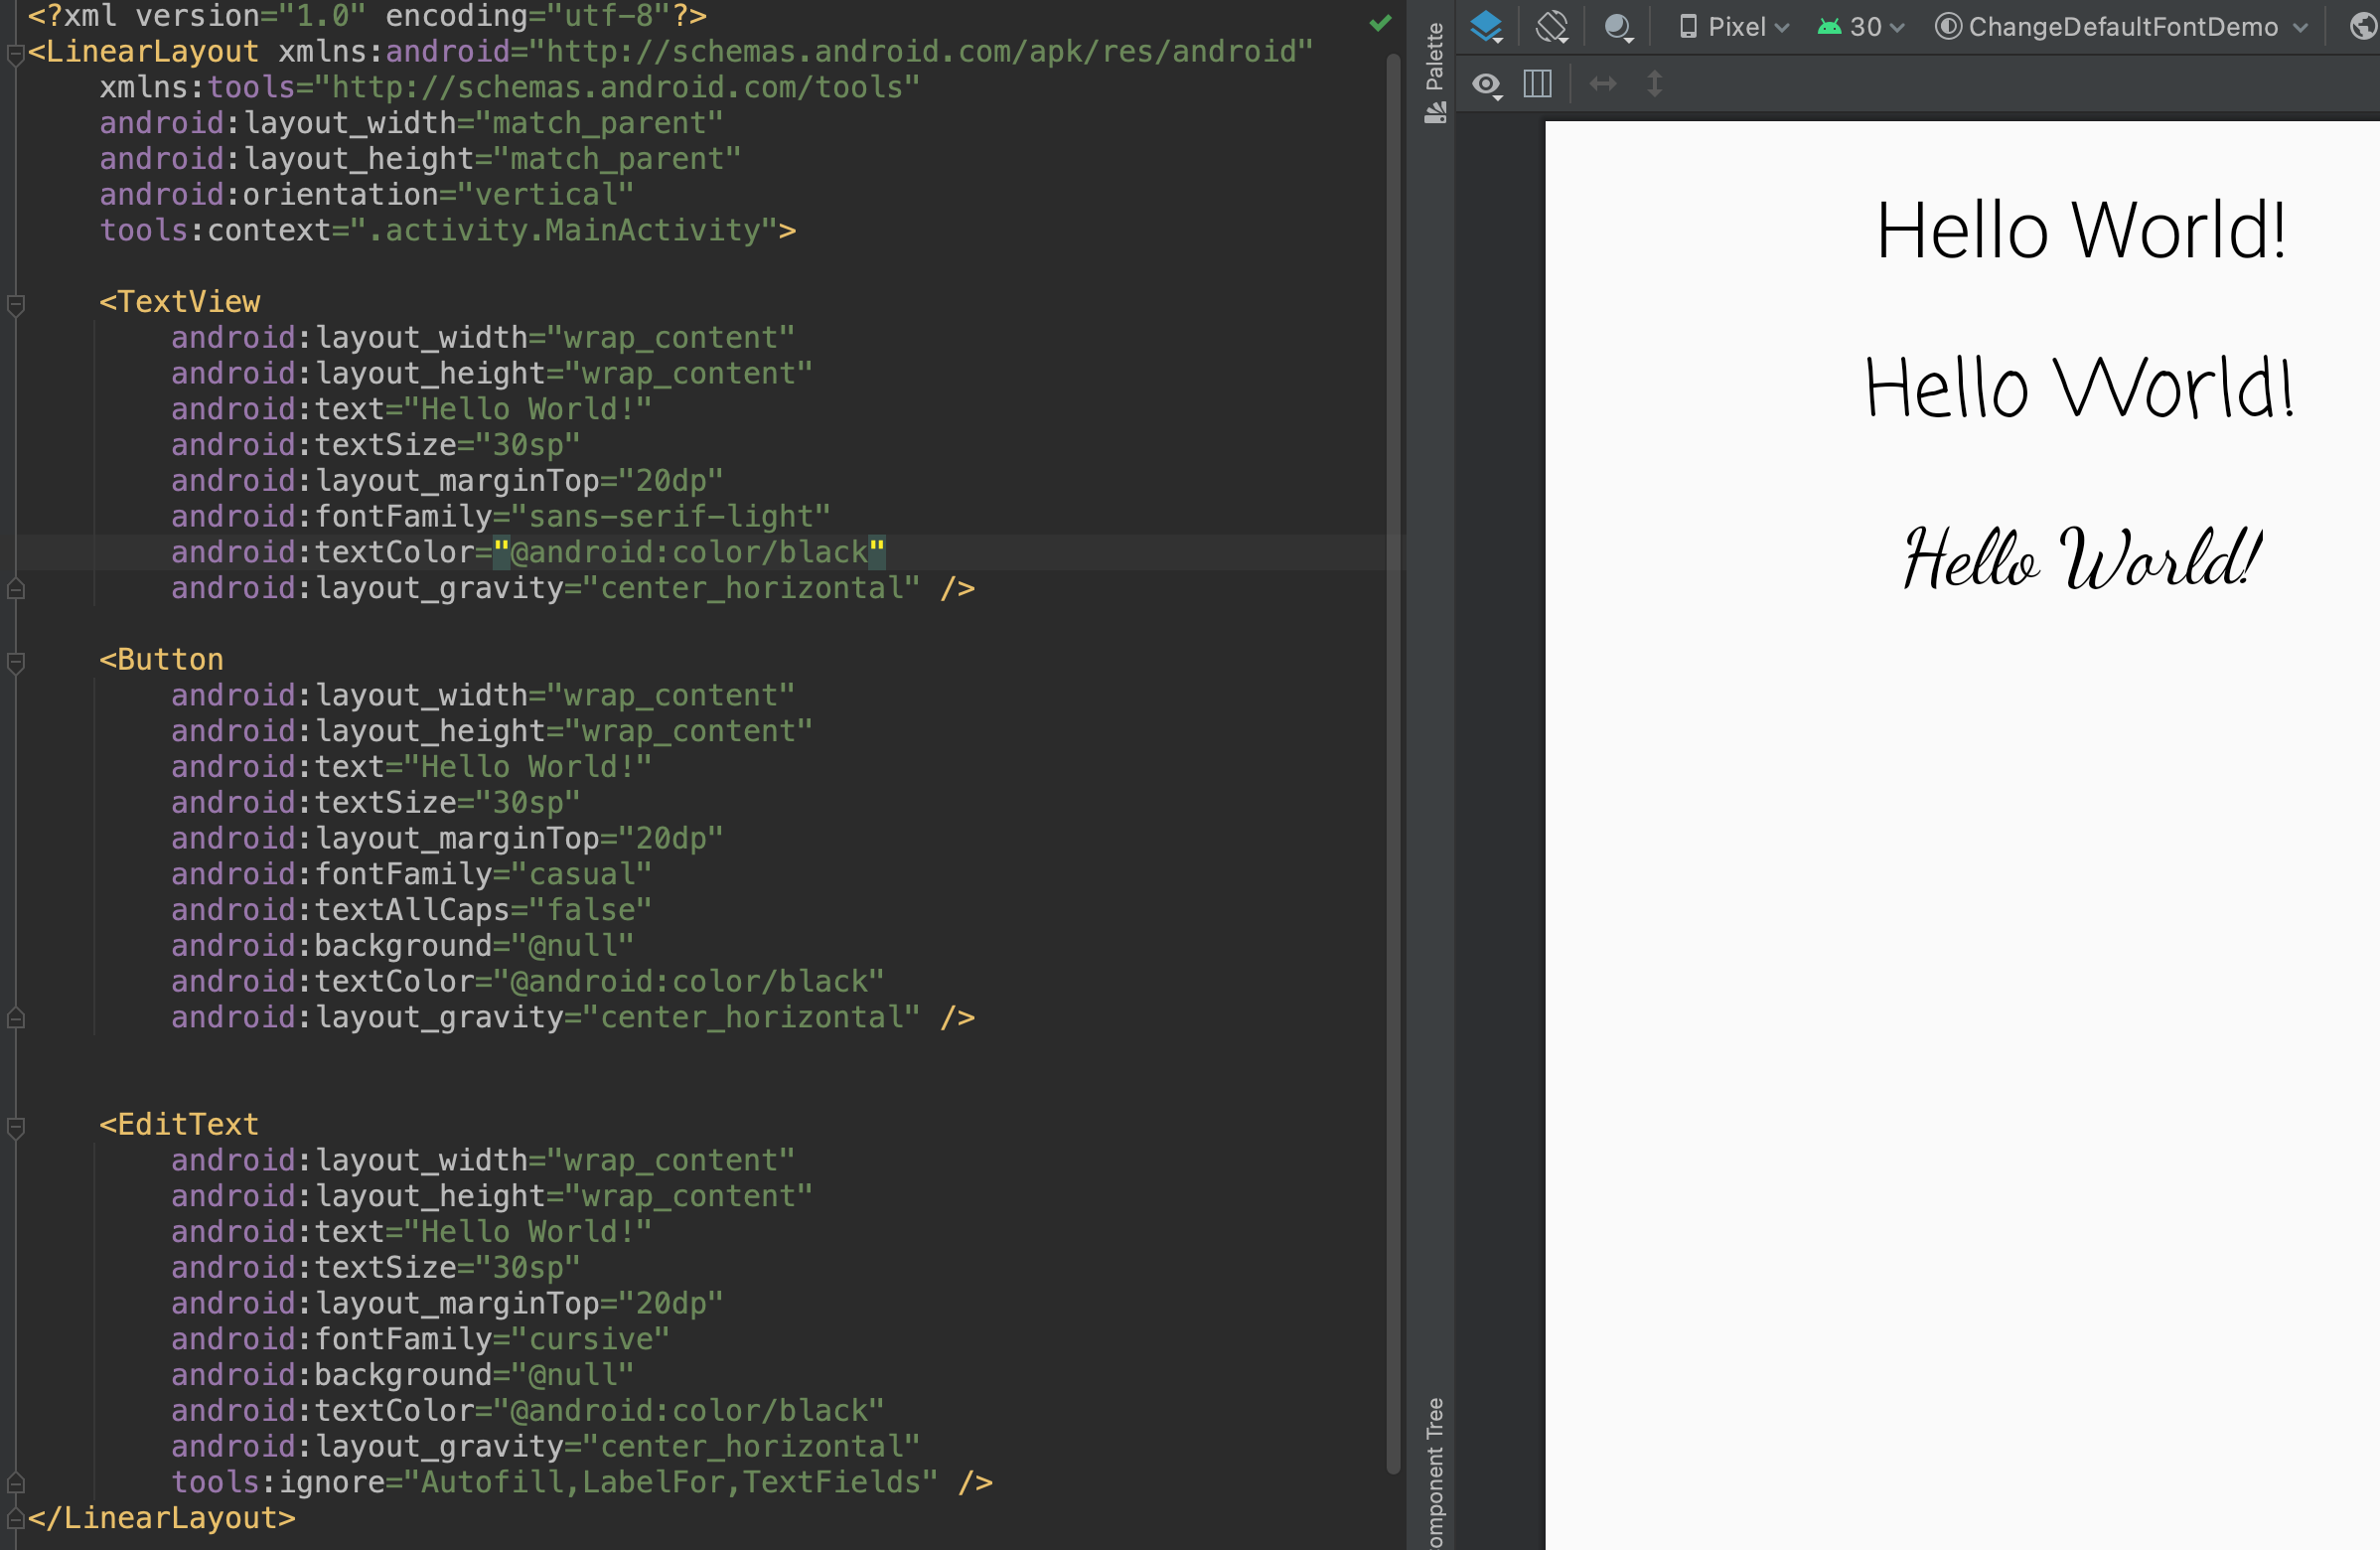 <?xml version="1.0" encoding="utf-8"?>
<LinearLayout xmlns:android="http://schemas.android.com/apk/res/android"
    xmlns:tools="http://schemas.android.com/tools"
    android:layout_width="match_parent"
    android:layout_height="match_parent"
    android:orientation="vertical"
    tools:context=".activity.MainActivity">

    <TextView
        android:layout_width="wrap_content"
        android:layout_height="wrap_content"
        android:text="Hello World!"
        android:textSize="30sp"
        android:layout_marginTop="20dp"
        android:fontFamily="sans-serif-light"
        android:textColor="@android:color/black"
        android:layout_gravity="center_horizontal" />

    <Button
        android:layout_width="wrap_content"
        android:layout_height="wrap_content"
        android:text="Hello World!"
        android:textSize="30sp"
        android:layout_marginTop="20dp"
        android:fontFamily="casual"
        android:textAllCaps="false"
        android:background="@null"
        android:textColor="@android:color/black"
        android:layout_gravity="center_horizontal" />

    <EditText
        android:layout_width="wrap_content"
        android:layout_height="wrap_content"
        android:text="Hello World!"
        android:textSize="30sp"
        android:layout_marginTop="20dp"
        android:fontFamily="cursive"
        android:background="@null"
        android:textColor="@android:color/black"
        android:layout_gravity="center_horizontal"
        tools:ignore="Autofill,LabelFor,TextFields" />
</LinearLayout>
Palette
omponent Tree
Pixel 30 ChangeDefaultFontDemo
Hello World!
Hello World!
Hello World!